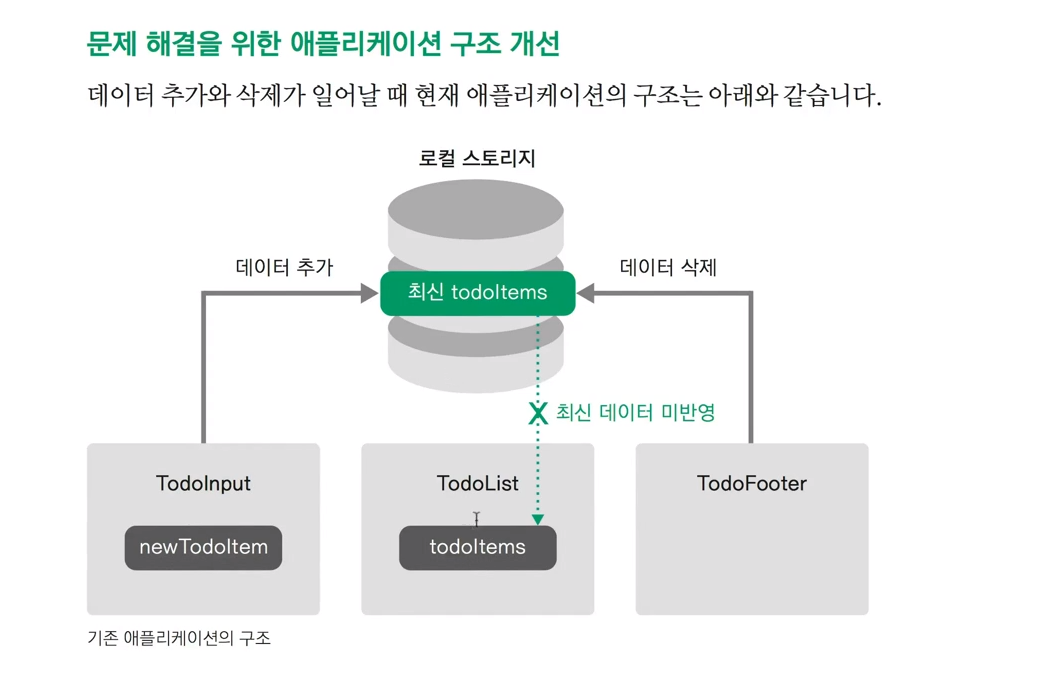 문제 해결을 위한 애플리케이션 구조 개선
데이터 추가와 삭제가 일어날 때 현재 애플리케이션의 구조는 아래와 같습니다.
로컬 스토리지
데이터 추가
데이터 삭제
최신 todoItems
X 최신 데이터 미반영
TodoInput
TodoList
TodoFooter
newTodoItem
todoItems
기존 애플리케이션의 구조